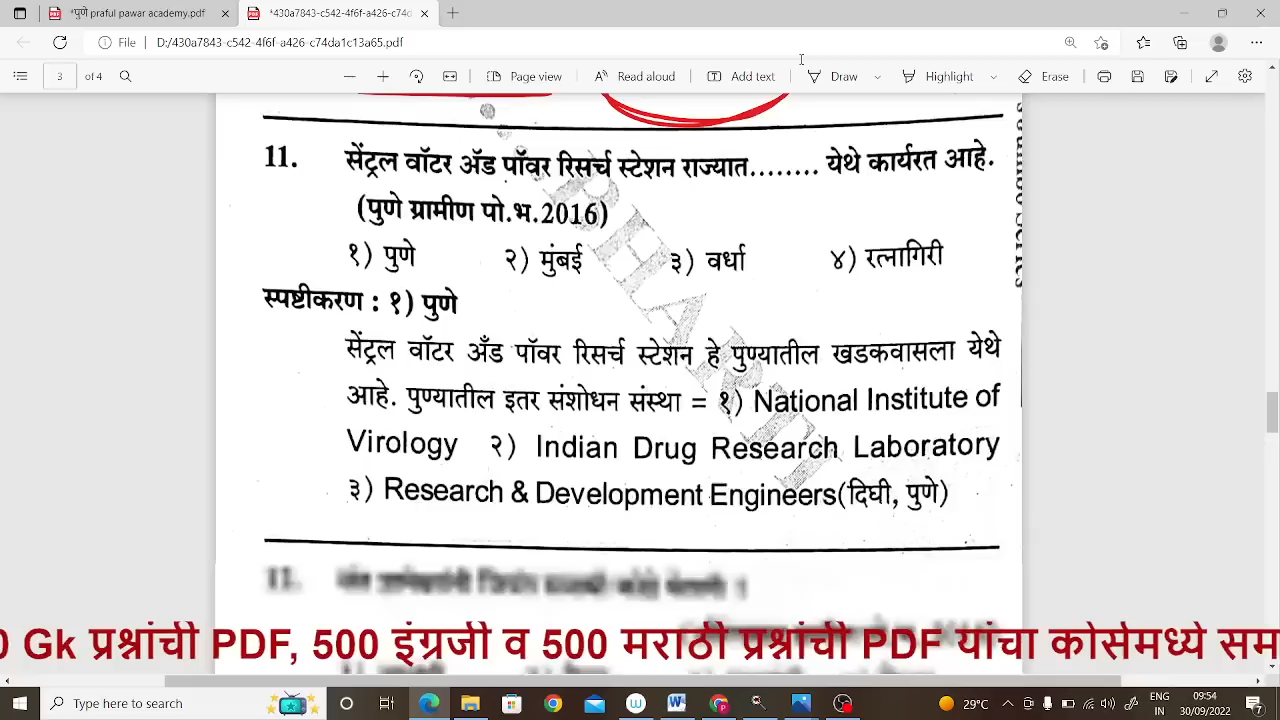 पुणे praful pawar academy.pdf
430a7843-c542-4f6f-a426-c74da1c
File D:/430a7843-c542-4f6f-a426-c74da1c13a65.pdf
3 of 4 Page view Read aloud Add text Draw Highlight Erase
11. सेंट्रल वॉटर अॅड पॉवर रिसर्च स्टेशन राज्यात........ येथे कार्यरत आहे.
(पुणे ग्रामीण पो.भ.2016)
१) पुणे २) मुंबई ३) वर्धा ४) रत्नागिरी
स्पष्टीकरण : १) पुणे
सेंट्रल वॉटर अँड पॉवर रिसर्च स्टेशन हे पुण्यातील खडकवासला येथे
आहे. पुण्यातील इतर संशोधन संस्था = १) National Institute of
Virology २) Indian Drug Research Laboratory
३) Research & Development Engineers(दिघी, पुणे)
0 Gk प्रश्नांची PDF, 500 इंग्रजी व 500 मराठी प्रश्नांची PDF यांचा कोर्समध्ये सम
Type here to search
29°C ENG 09:54
IN 30/09/2022